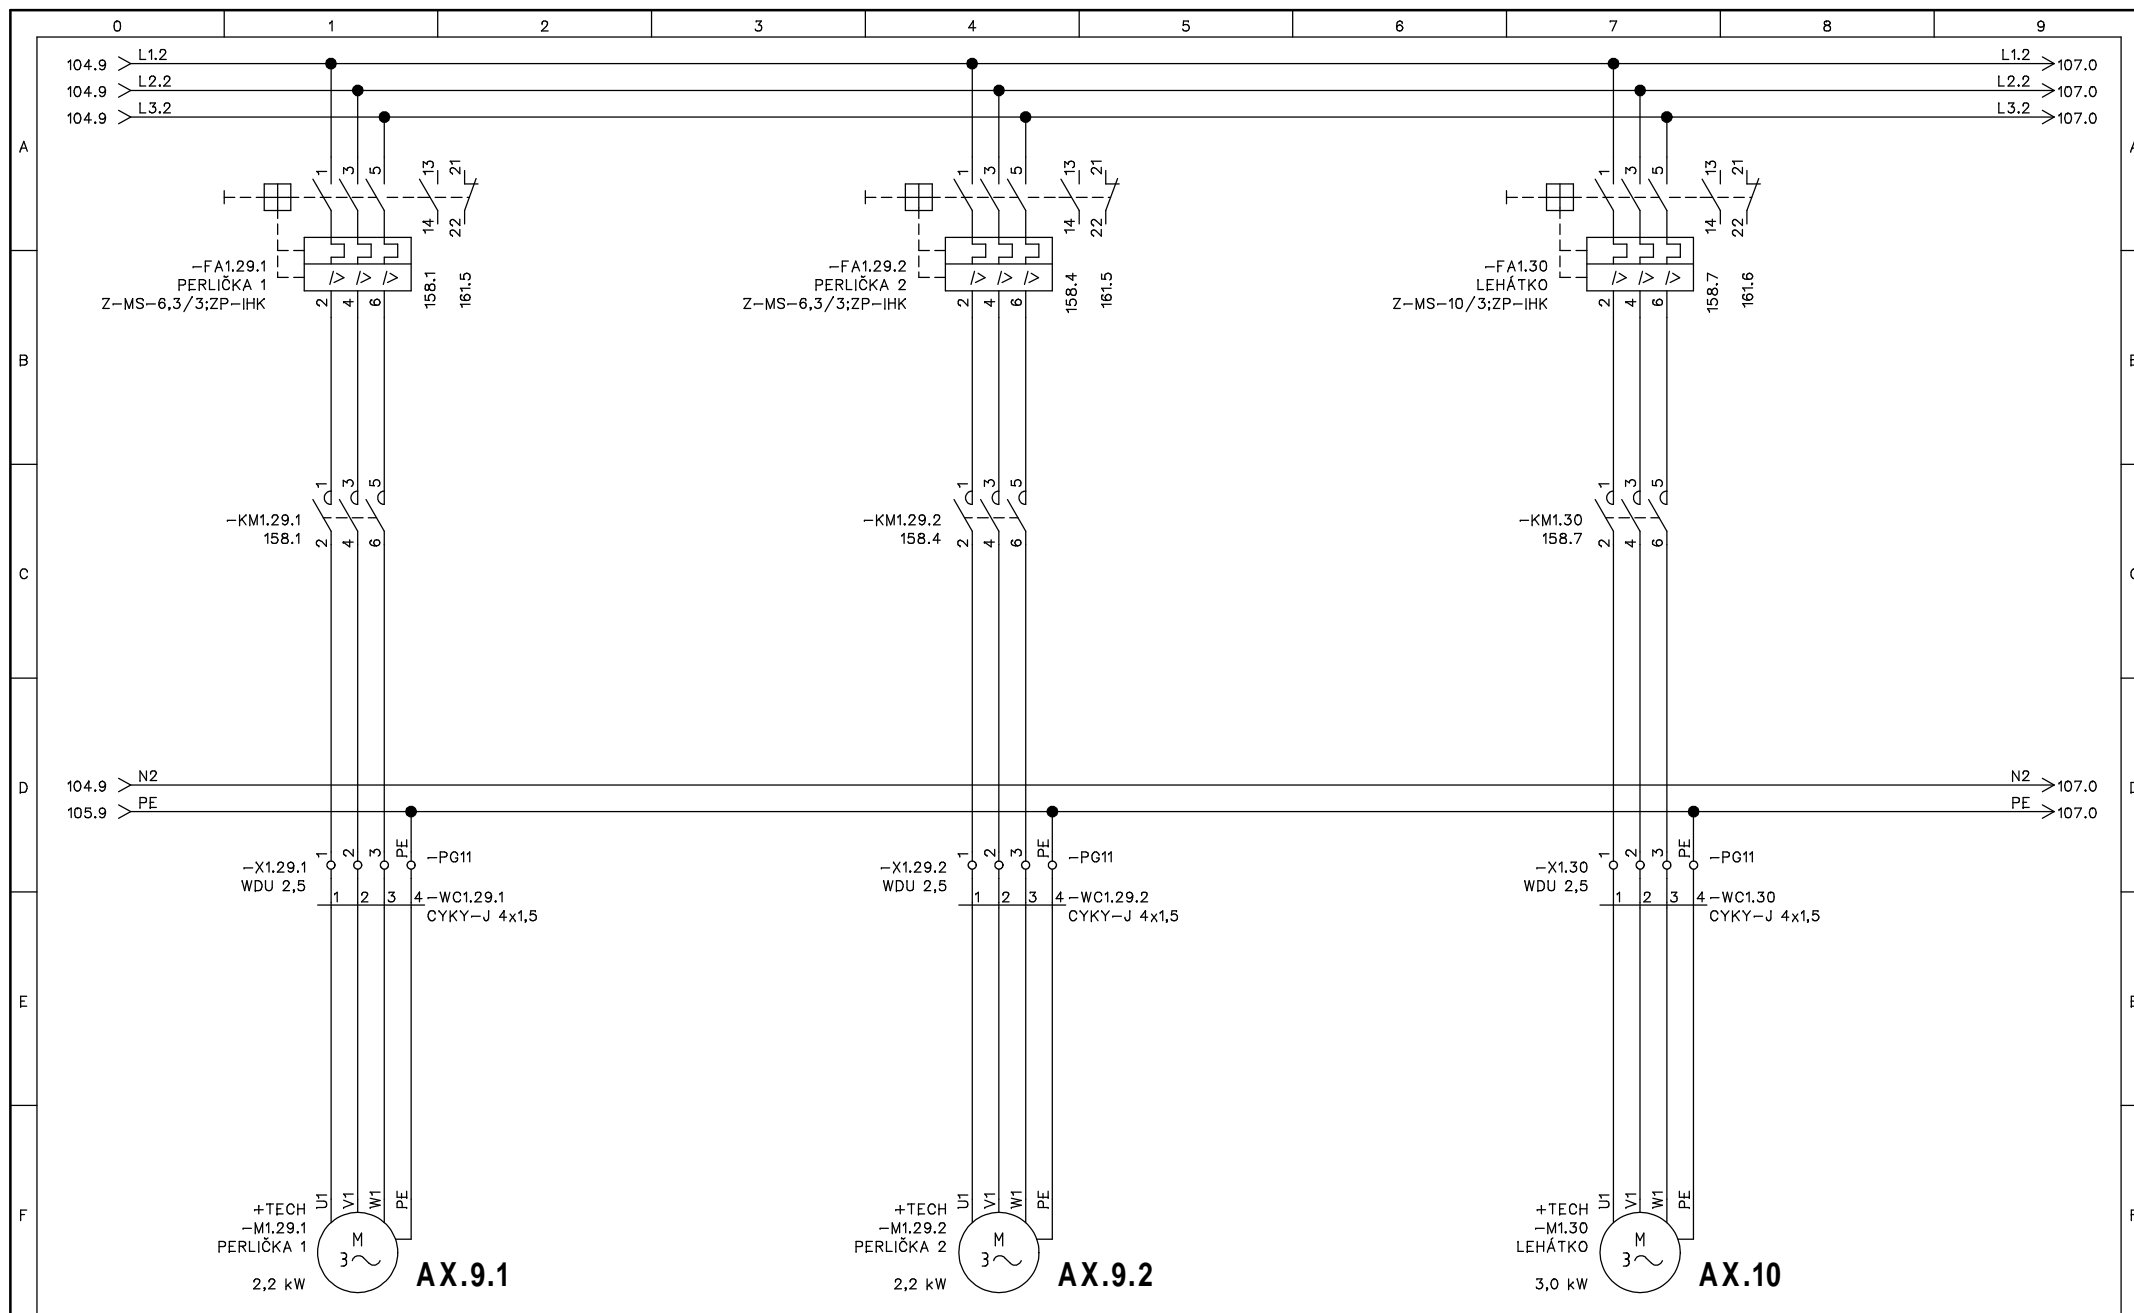 0 1 2 3 4 5 6 7 8 9
104.9 L1.2 L1.2 107.0
104.9 L2.2 L2.2 107.0
104.9 L3.2 L3.2 107.0
A A
1 3 5 13 21 1 3 5 13 21 1 3 5 13 21
14 22 14 22 14 22
-FA1.29.1
PERLIČKA 1
Z-MS-6,3/3;ZP-IHK
I> I> I>
2 4 6
158.1 161.5
-FA1.29.2
PERLIČKA 2
Z-MS-6,3/3;ZP-IHK
I> I> I>
2 4 6
158.4 161.5
-FA1.30
LEHÁTKO
Z-MS-10/3;ZP-IHK
I> I> I>
2 4 6
158.7 161.6
B B
1 3 5 1 3 5 1 3 5
-KM1.29.1
158.1
2 4 6
-KM1.29.2
158.4
2 4 6
-KM1.30
158.7
2 4 6
C C
D D
104.9 N2 N2 107.0
105.9 PE PE 107.0
1 2 3 PE -PG11
-X1.29.1
WDU 2,5
1 2 3 4 -WC1.29.1
CYKY-J 4x1,5
1 2 3 PE -PG11
-X1.29.2
WDU 2,5
1 2 3 4 -WC1.29.2
CYKY-J 4x1,5
1 2 3 PE -PG11
-X1.30
WDU 2,5
1 2 3 4 -WC1.30
CYKY-J 4x1,5
E E
F F
U1 V1 W1 PE
+TECH
-M1.29.1
PERLIČKA 1
2,2 kW
M
3~
AX.9.1
U1 V1 W1 PE
+TECH
-M1.29.2
PERLIČKA 2
2,2 kW
M
3~
AX.9.2
U1 V1 W1 PE
+TECH
-M1.30
LEHÁTKO
3,0 kW
M
3~
AX.10